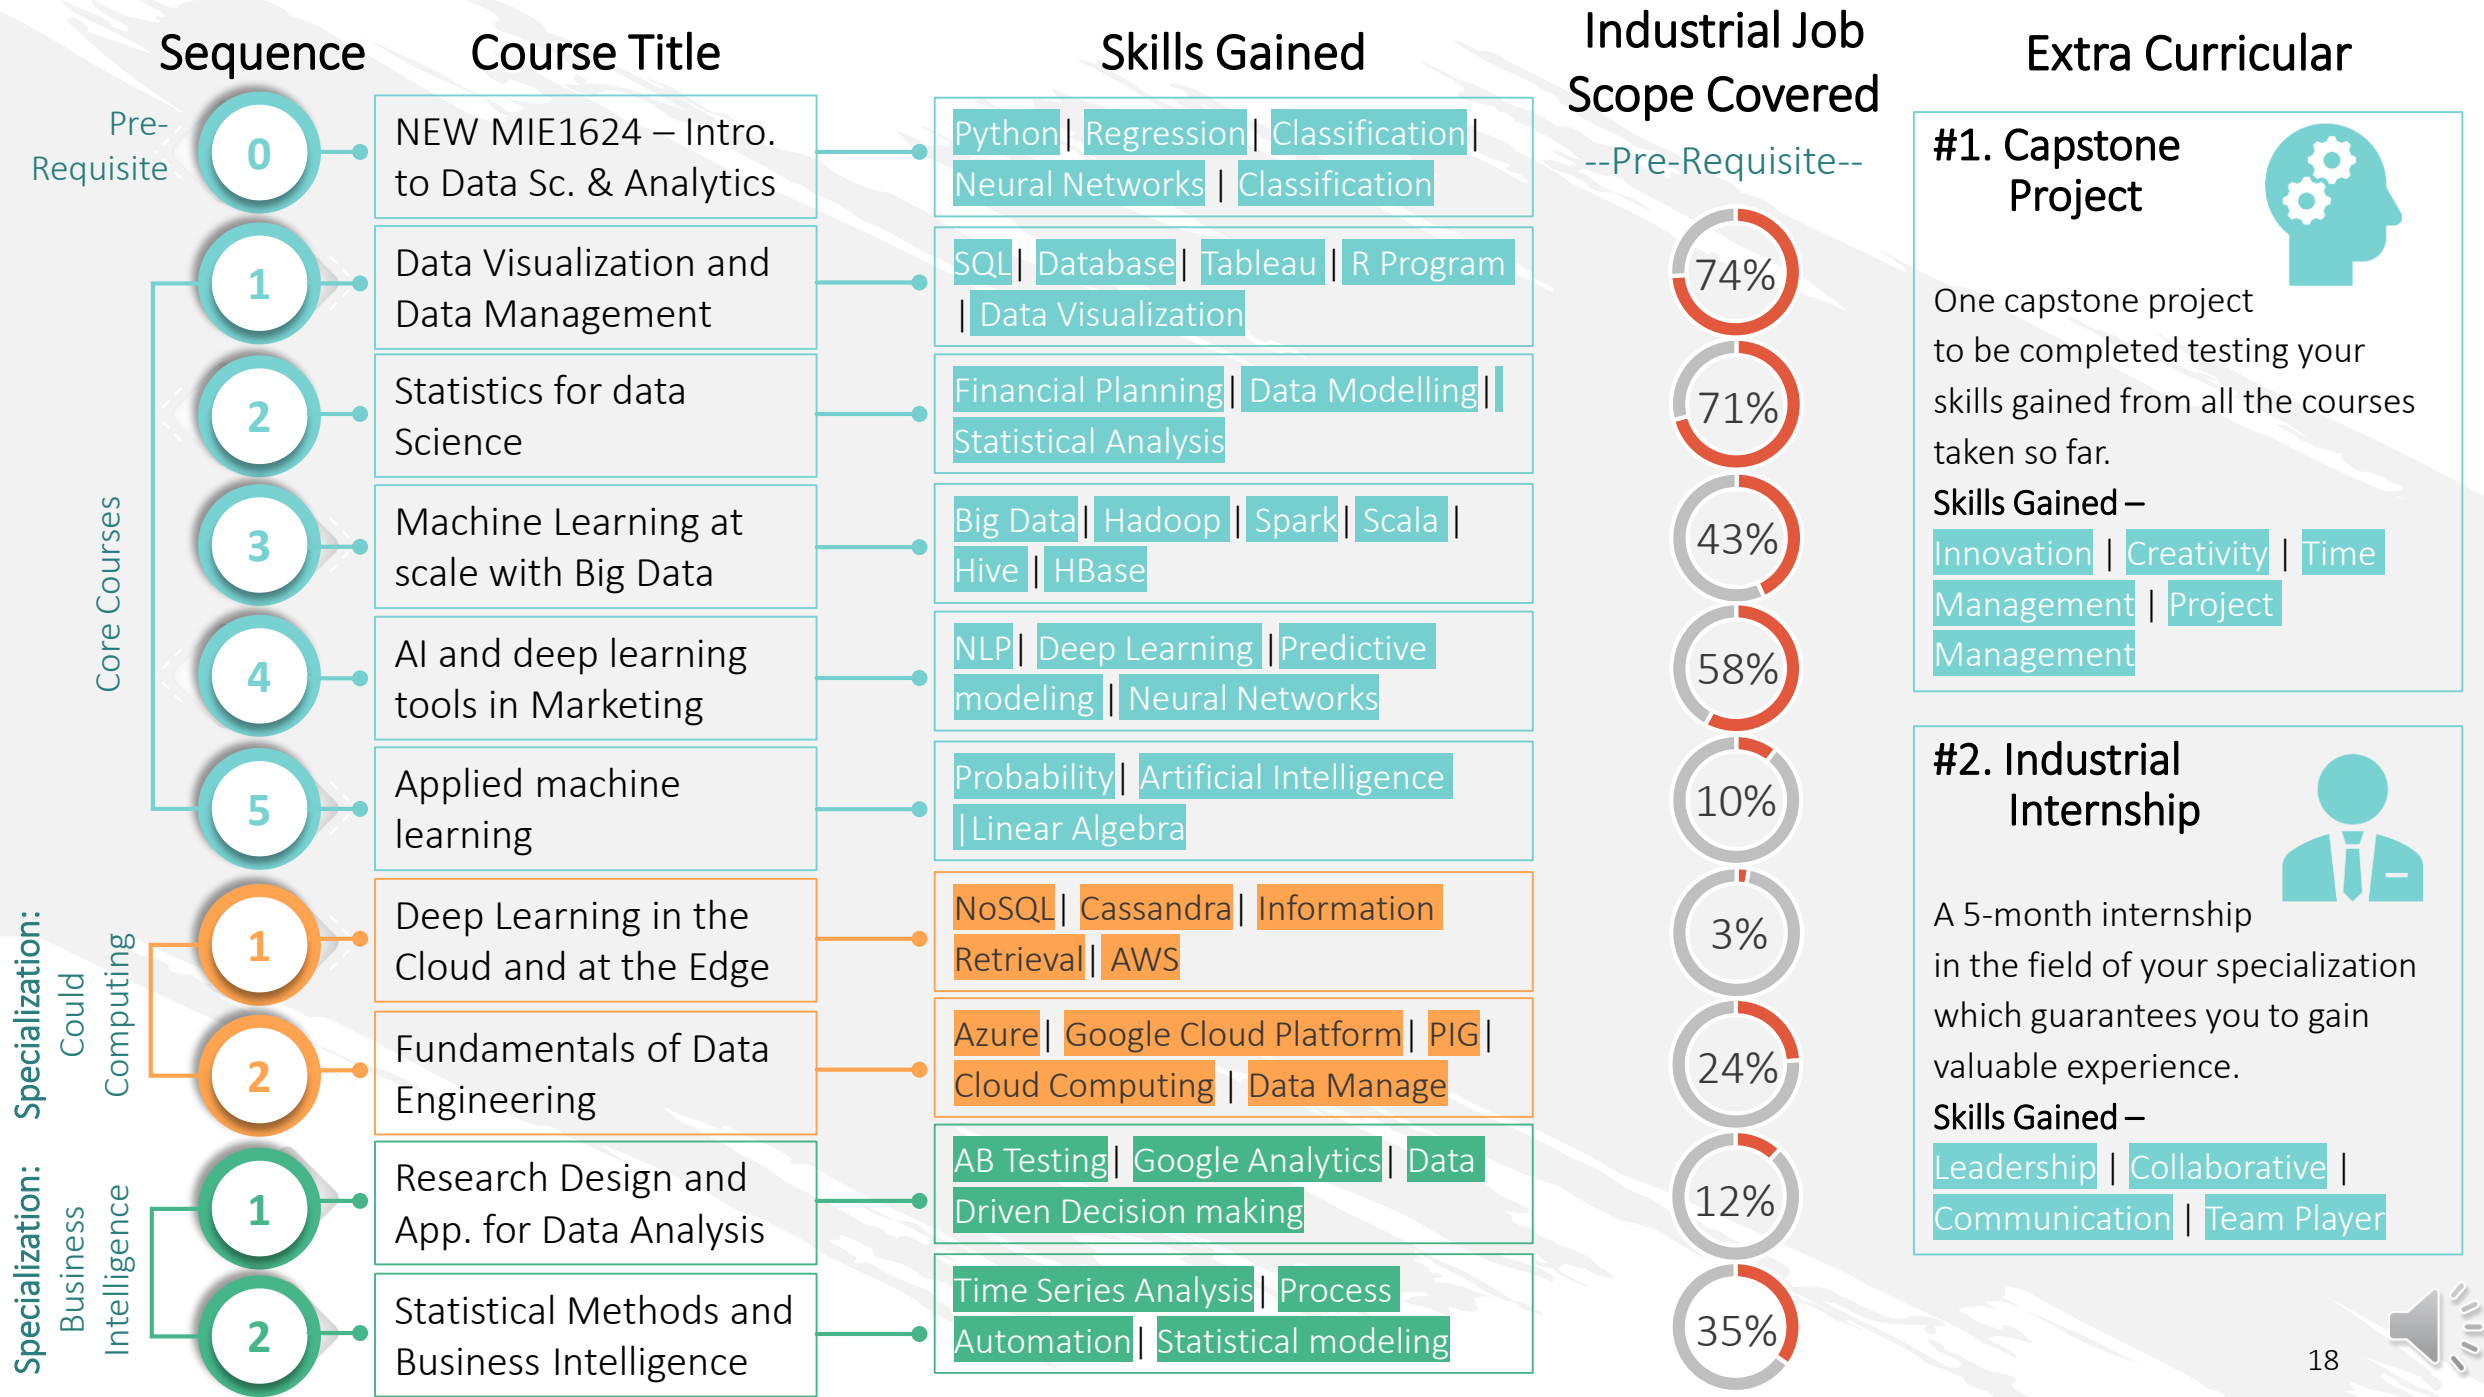 Sequence
Course Title
Skills Gained
Industrial Job
Scope Covered
Extra Curricular
Pre-
Requisite
0
NEW MIE1624 – Intro.
to Data Sc. & Analytics
Python| Regression| Classification|
Neural Networks | Classification
--Pre-Requisite--
Core Courses
1
Data Visualization and
Data Management
SQL| Database| Tableau | R Program
| Data Visualization
74%
2
Statistics for data
Science
Financial Planning| Data Modelling|
Statistical Analysis
71%
3
Machine Learning at
scale with Big Data
Big Data| Hadoop | Spark| Scala |
Hive | HBase
43%
4
AI and deep learning
tools in Marketing
NLP| Deep Learning |Predictive
modeling | Neural Networks
58%
5
Applied machine
learning
Probability| Artificial Intelligence
|Linear Algebra
10%
Specialization:
Could
Computing
1
Deep Learning in the
Cloud and at the Edge
NoSQL| Cassandra| Information
Retrieval| AWS
3%
2
Fundamentals of Data
Engineering
Azure| Google Cloud Platform| PIG|
Cloud Computing | Data Manage
24%
Specialization:
Business
Intelligence
1
Research Design and
App. for Data Analysis
AB Testing| Google Analytics| Data
Driven Decision making
12%
2
Statistical Methods and
Business Intelligence
Time Series Analysis| Process
Automation| Statistical modeling
35%
#1. Capstone
Project
One capstone project
to be completed testing your
skills gained from all the courses
taken so far.
Skills Gained –
Innovation | Creativity | Time
Management | Project
Management
#2. Industrial
Internship
A 5-month internship
in the field of your specialization
which guarantees you to gain
valuable experience.
Skills Gained –
Leadership | Collaborative |
Communication | Team Player
18